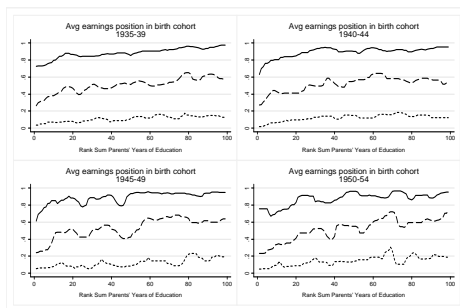 Avg earnings position in birth cohort
1935-39
0 .2 .4 .6 .8 1
0 20 40 60 80 100
Rank Sum Parents' Years of Education
Avg earnings position in birth cohort
1940-44
0 .2 .4 .6 .8 1
0 20 40 60 80 100
Rank Sum Parents' Years of Education
Avg earnings position in birth cohort
1945-49
0 .2 .4 .6 .8 1
0 20 40 60 80 100
Rank Sum Parents' Years of Education
Avg earnings position in birth cohort
1950-54
0 .2 .4 .6 .8 1
0 20 40 60 80 100
Rank Sum Parents' Years of Education